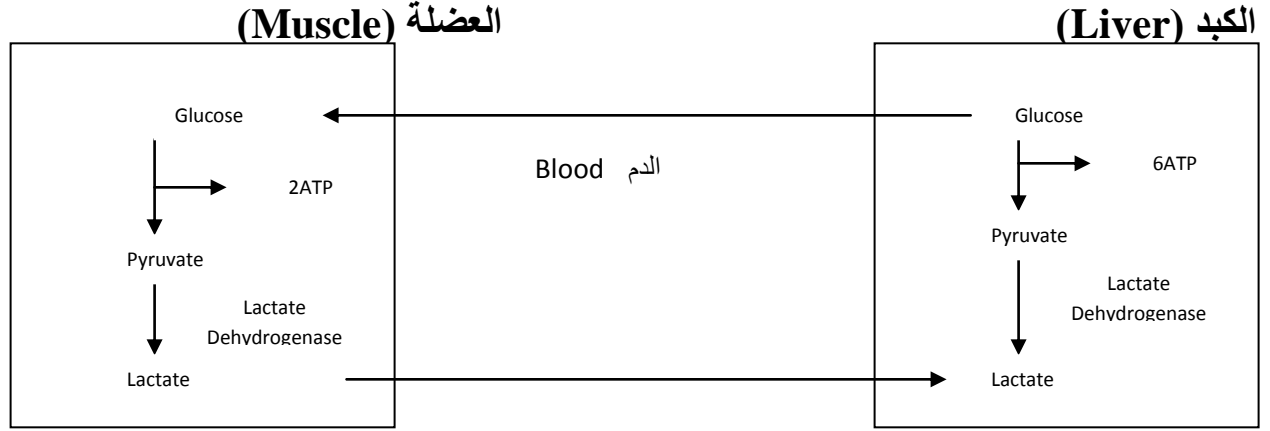 العضلة (Muscle)
الكبد (Liver)
Glucose
Glucose
Blood الدم
2ATP
6ATP
Pyruvate
Pyruvate
Lactate
Dehydrogenase
Lactate
Dehydrogenase
Lactate
Lactate